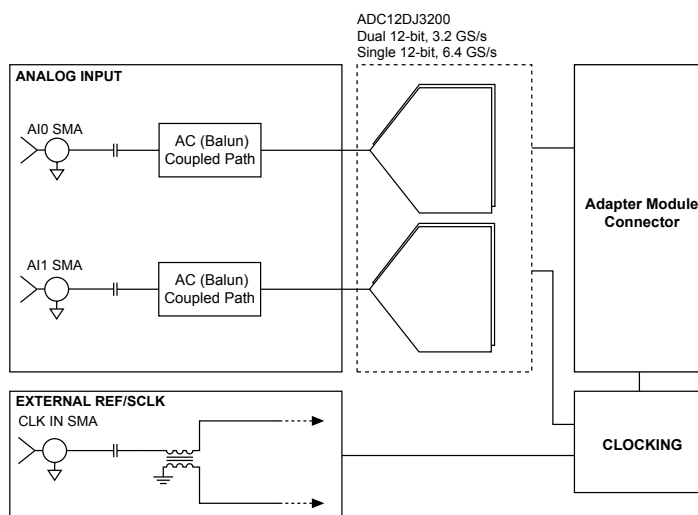 ADC12DJ3200
Dual 12-bit, 3.2 GS/s
Single 12-bit, 6.4 GS/s
ANALOG INPUT
AI0 SMA
AC (Balun)
Coupled Path
Adapter Module
Connector
AI1 SMA
AC (Balun)
Coupled Path
EXTERNAL REF/SCLK
CLK IN SMA
CLOCKING